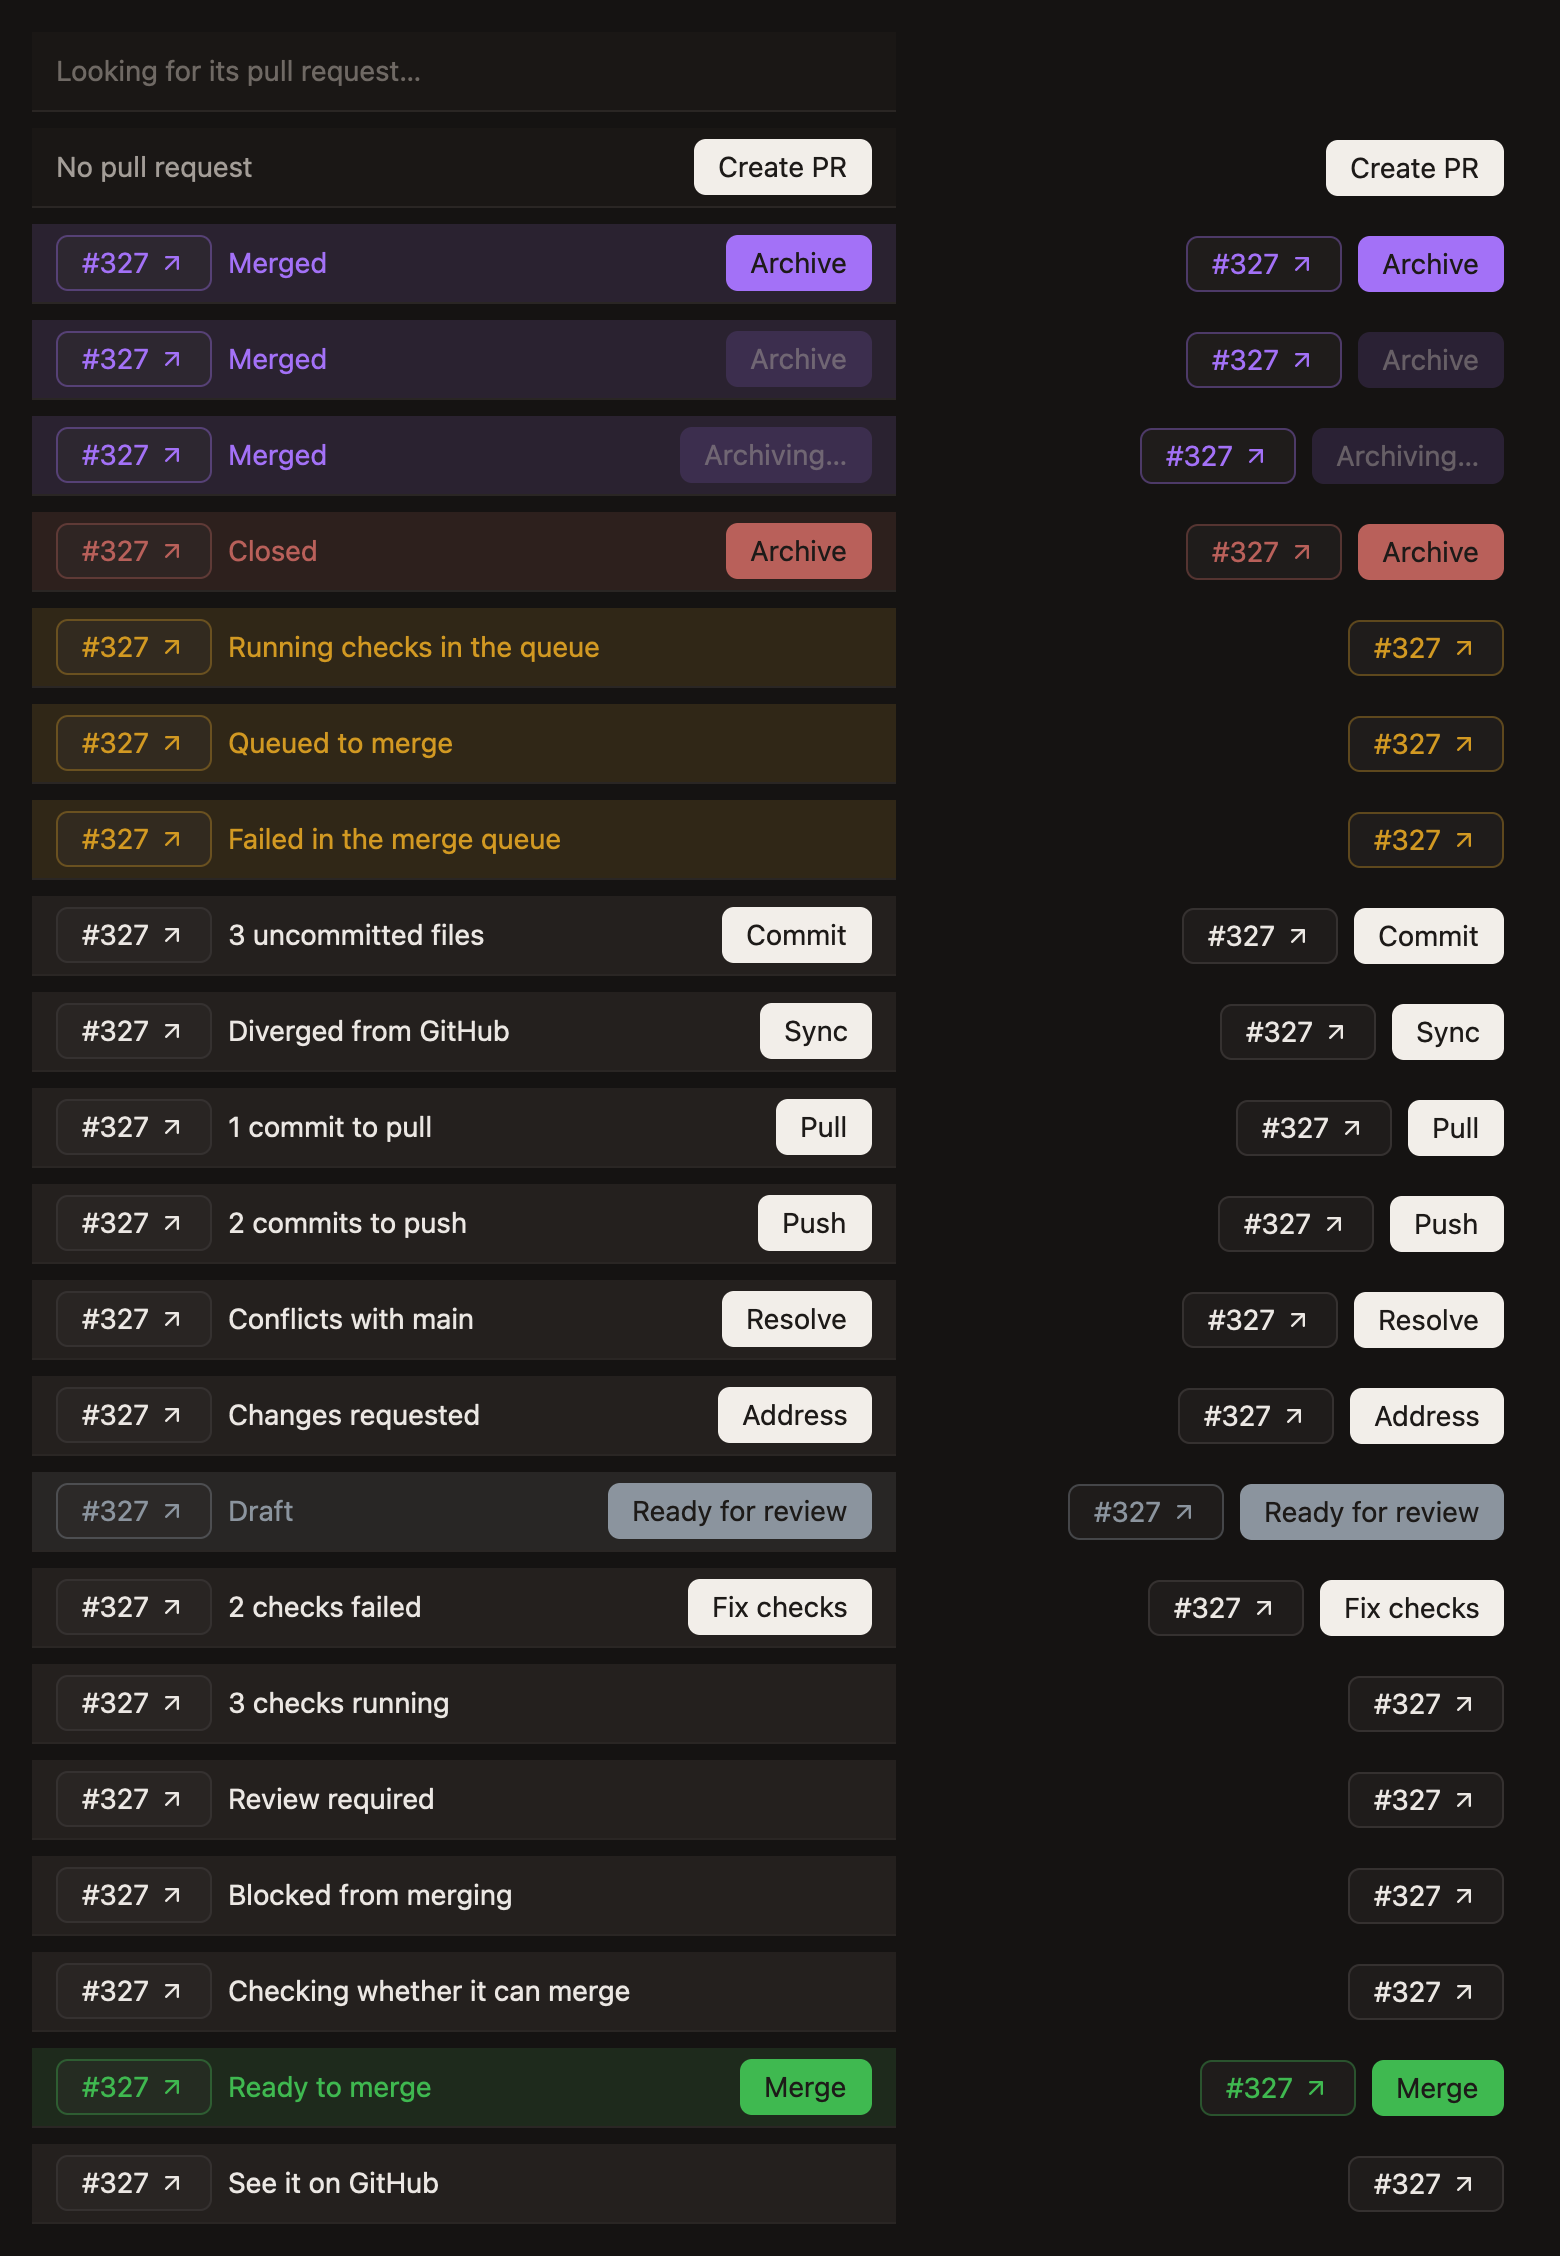 Looking for its pull request...
No pull request Create PR Create PR
#327 Merged Archive #327 Archive
#327 Merged Archive #327 Archive
#327 Merged Archiving... #327 Archiving...
#327 Closed Archive #327 Archive
#327 Running checks in the queue #327
#327 Queued to merge #327
#327 Failed in the merge queue #327
#327 3 uncommitted files Commit #327 Commit
#327 Diverged from GitHub Sync #327 Sync
#327 1 commit to pull Pull #327 Pull
#327 2 commits to push Push #327 Push
#327 Conflicts with main Resolve #327 Resolve
#327 Changes requested Address #327 Address
#327 Draft Ready for review #327 Ready for review
#327 2 checks failed Fix checks #327 Fix checks
#327 3 checks running #327
#327 Review required #327
#327 Blocked from merging #327
#327 Checking whether it can merge #327
#327 Ready to merge Merge #327 Merge
#327 See it on GitHub #327